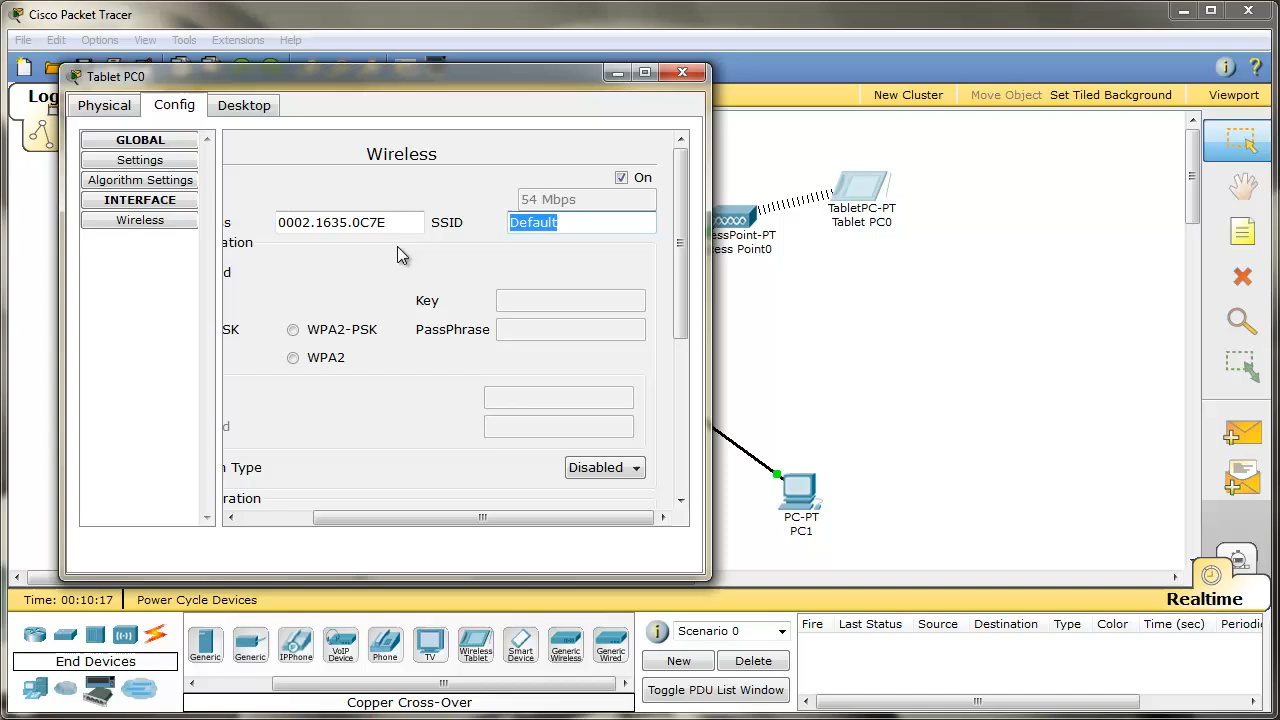 Cisco Packet Tracer
File Edit Options View Tools Extensions Help
Log
New Cluster Move Object Set Tiled Background Viewport
Tablet PC0
Physical Config Desktop
GLOBAL
Settings
Algorithm Settings
INTERFACE
Wireless
Wireless
On
54 Mbps
s 0002.1635.0C7E SSID Default
ation
d
Key
SK WPA2-PSK PassPhrase
WPA2
d
n Type Disabled
ration
TabletPC-PT
Tablet PC0
essPoint-PT
ess Point0
PC-PT
PC1
Time: 00:10:17 Power Cycle Devices Realtime
End Devices
Generic Generic IPPhone VoIP Device Phone TV Wireless Tablet Smart Device Generic Wireless Generic Wired
Copper Cross-Over
Scenario 0
New Delete
Toggle PDU List Window
Fire Last Status Source Destination Type Color Time (sec) Periodi